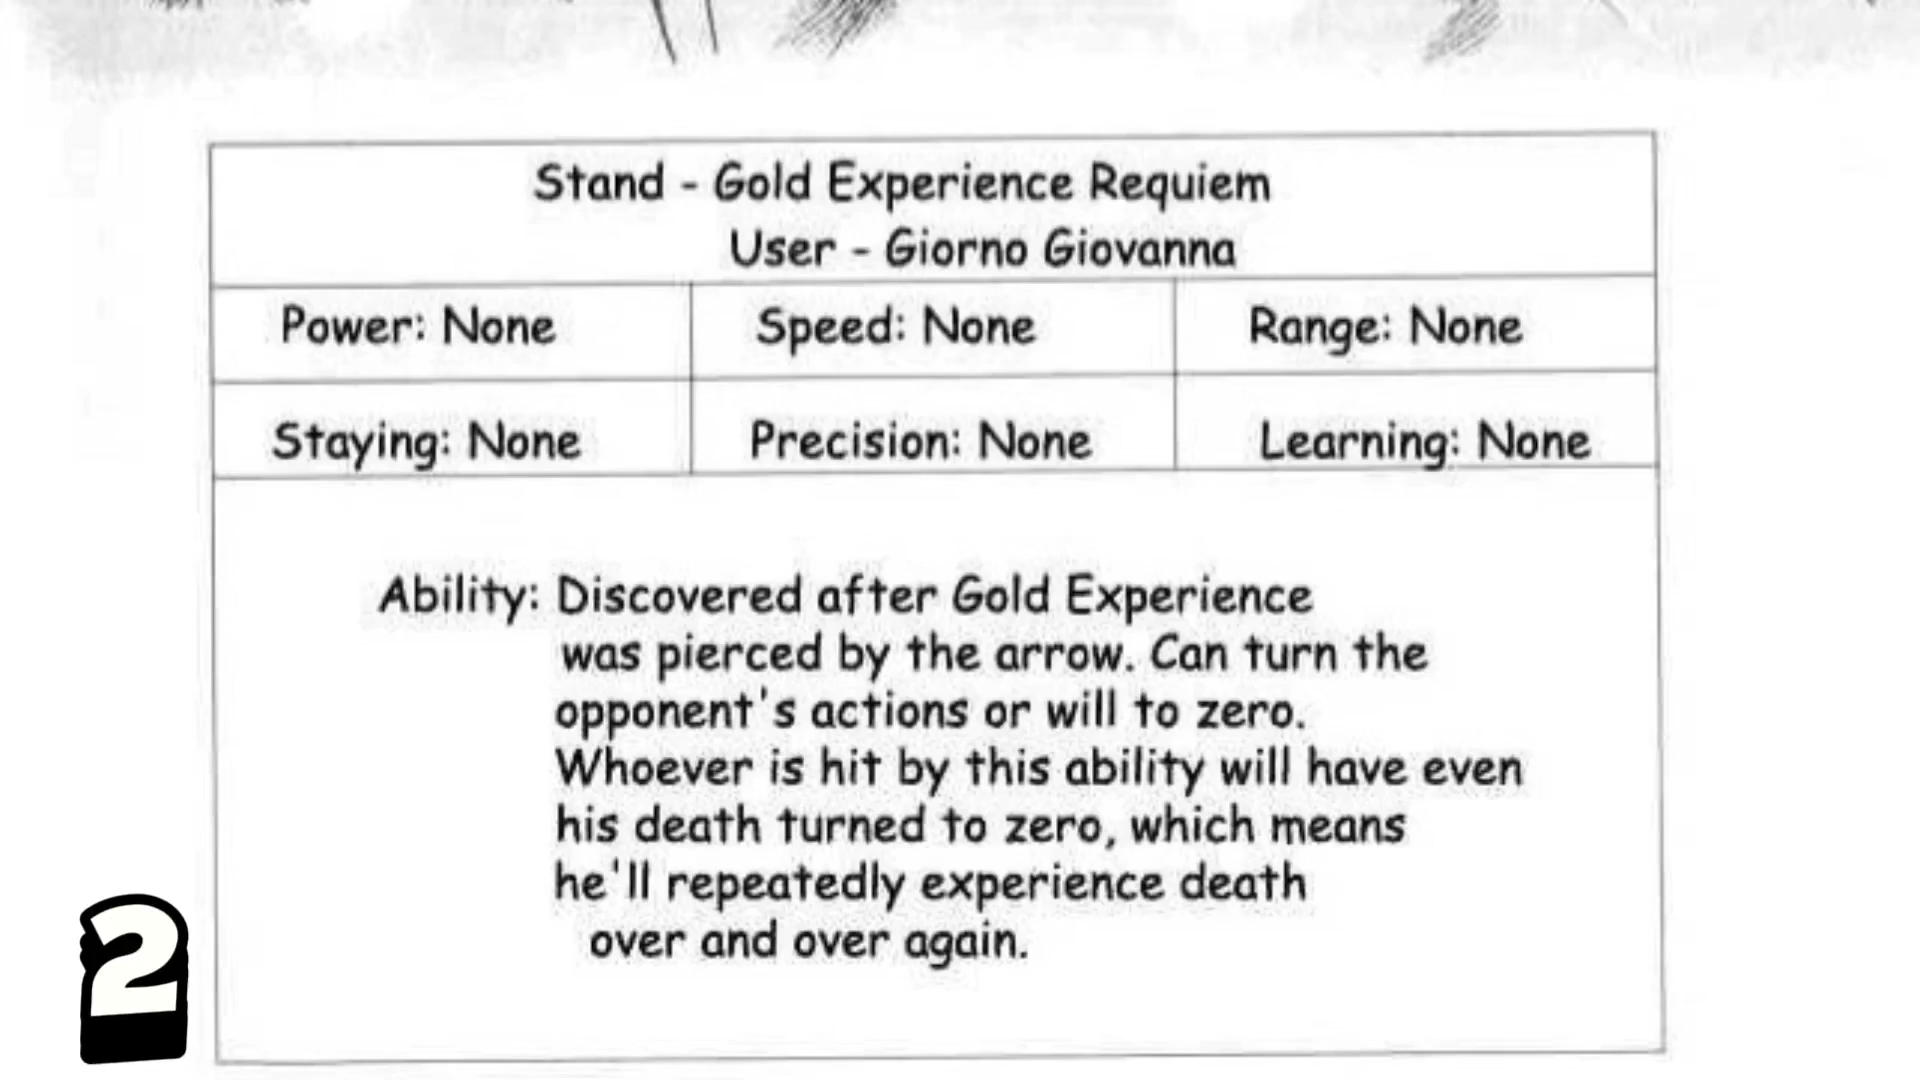 Stand - Gold Experience Requiem
User - Giorno Giovanna
Power: None Speed: None Range: None
Staying: None Precision: None Learning: None
Ability: Discovered after Gold Experience
was pierced by the arrow. Can turn the
opponent's actions or will to zero.
Whoever is hit by this ability will have even
his death turned to zero, which means
he'll repeatedly experience death
over and over again.
2